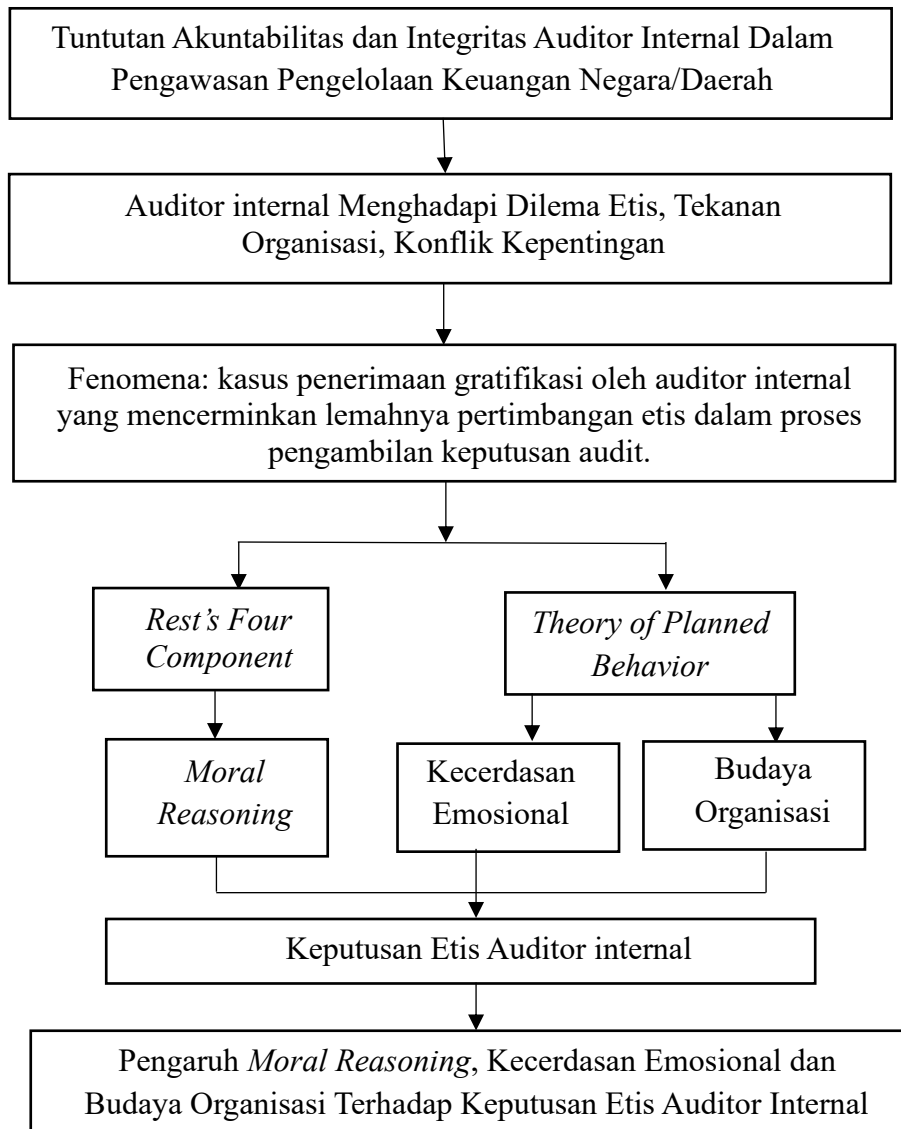 Tuntutan Akuntabilitas dan Integritas Auditor Internal Dalam
Pengawasan Pengelolaan Keuangan Negara/Daerah
Auditor internal Menghadapi Dilema Etis, Tekanan
Organisasi, Konflik Kepentingan
Fenomena: kasus penerimaan gratifikasi oleh auditor internal
yang mencerminkan lemahnya pertimbangan etis dalam proses
pengambilan keputusan audit.
Rest's Four
Component
Theory of Planned
Behavior
Moral
Reasoning
Kecerdasan
Emosional
Budaya
Organisasi
Keputusan Etis Auditor internal
Pengaruh Moral Reasoning, Kecerdasan Emosional dan
Budaya Organisasi Terhadap Keputusan Etis Auditor Internal